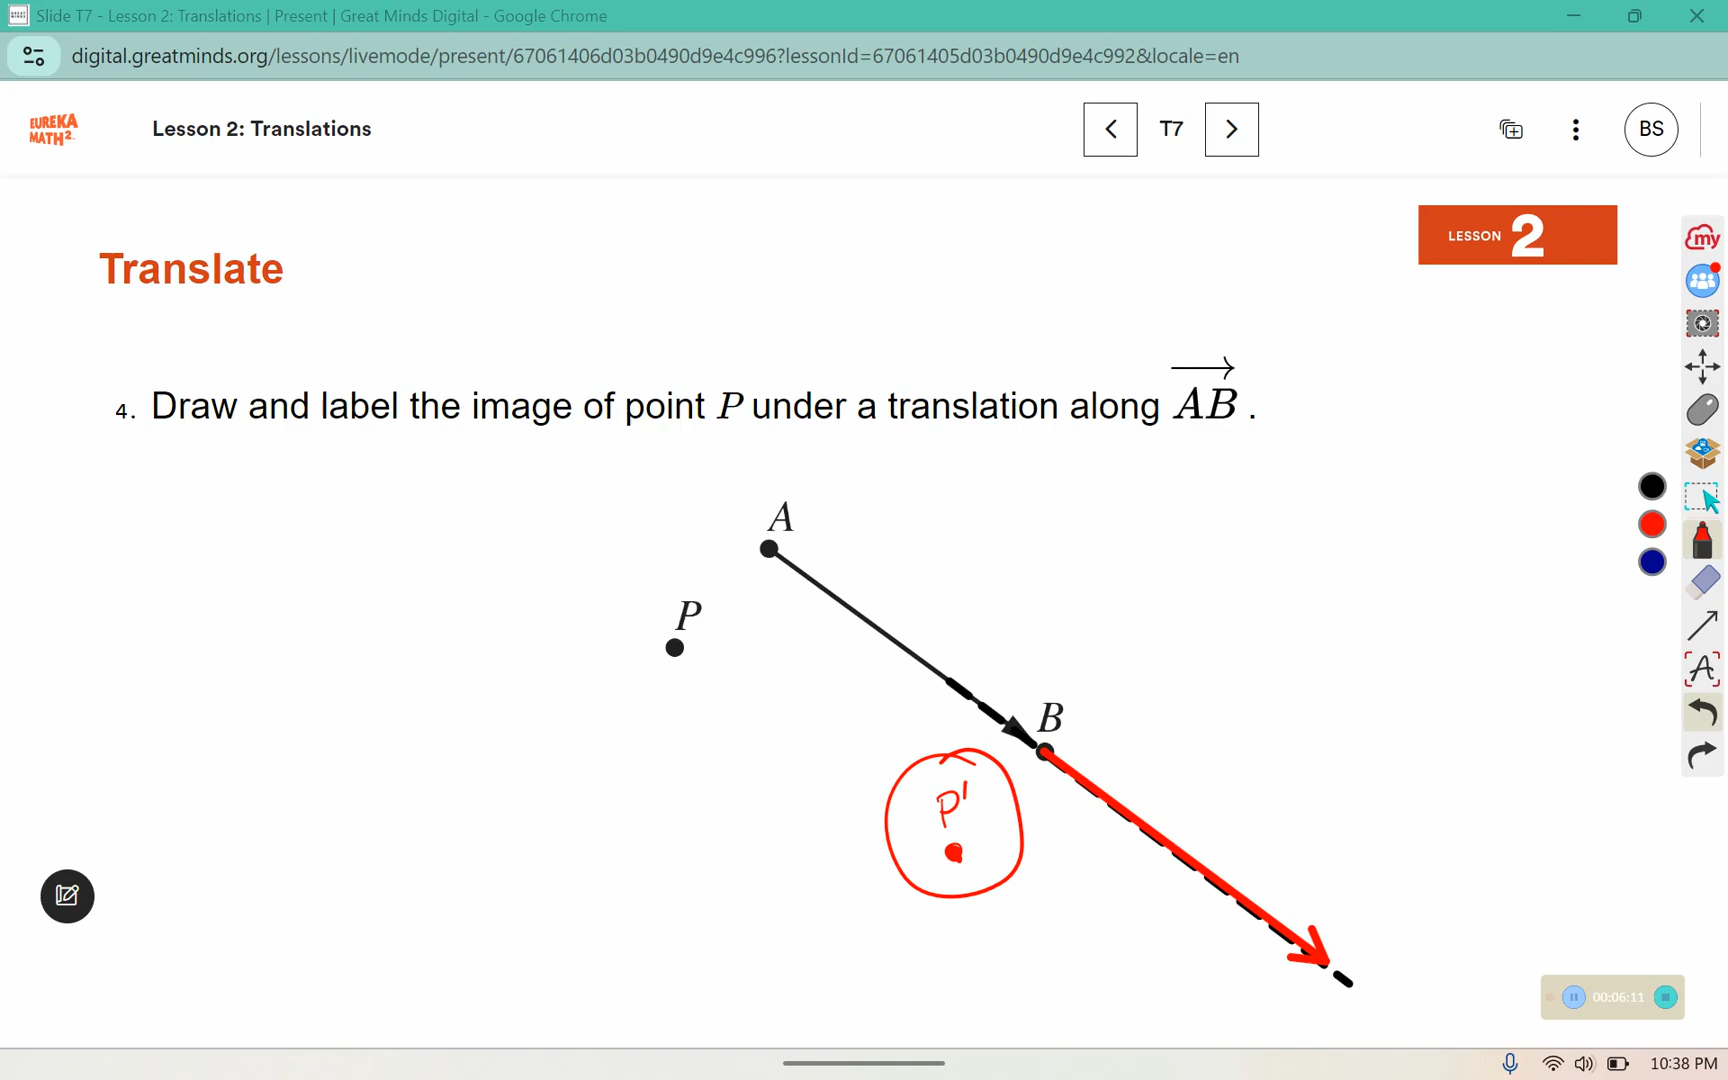 Slide T7 - Lesson 2: Translations | Present | Great Minds Digital - Google Chrome
digital.greatminds.org/lessons/livemode/present/67061406d03b0490d9e4c996?lessonId=67061405d03b0490d9e4c992&locale=en
EUREKA
MATH²
Lesson 2: Translations
T7
BS
LESSON 2
my
Translate
4. Draw and label the image of point P under a translation along AB⃗ .
A
P
B
P'
00:06:11
10:38 PM